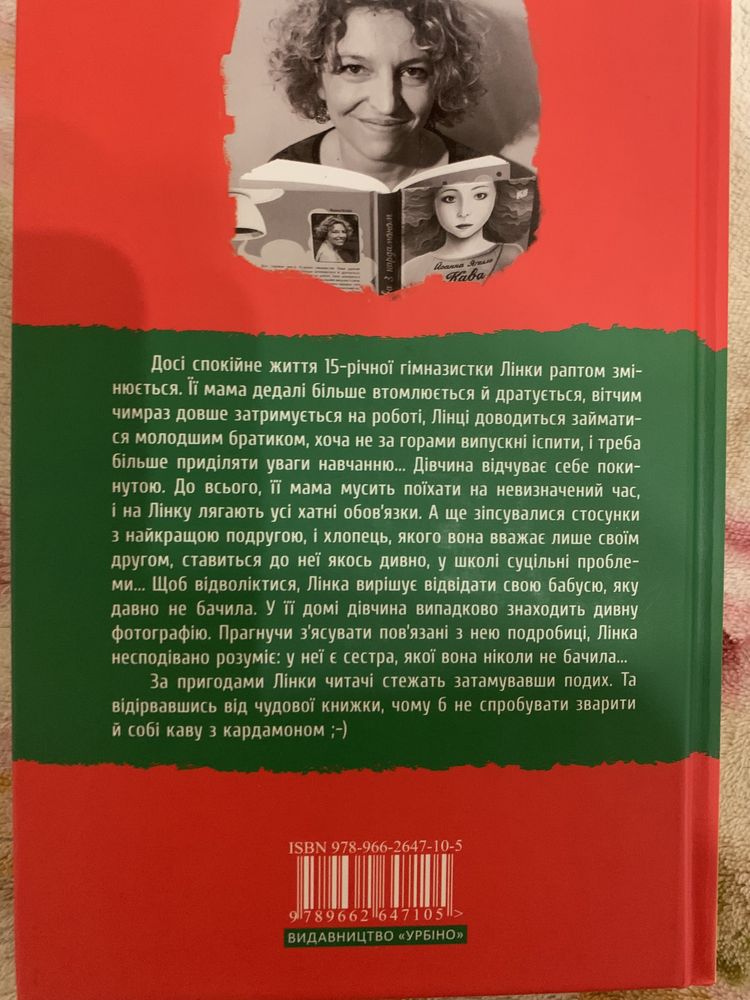 а з кардамоном
Йоанна Ягелло
Кава
Досі спокійне життя 15-річної гімназистки Лінки раптом змі-
нюється. Її мама дедалі більше втомлюється й дратується, вітчим
чимраз довше затримується на роботі, Лінці доводиться займати-
ся молодшим братиком, хоча не за горами випускні іспити, і треба
більше приділяти уваги навчанню... Дівчина відчуває себе поки-
нутою. До всього, її мама мусить поїхати на невизначений час,
і на Лінку лягають усі хатні обов'язки. А ще зіпсувалися стосунки
з найкращою подругою, і хлопець, якого вона вважає лише своїм
другом, ставиться до неї якось дивно, у школі суцільні пробле-
ми... Щоб відволіктися, Лінка вирішує відвідати свою бабусю, яку
давно не бачила. У її домі дівчина випадково знаходить дивну
фотографію. Прагнучи з'ясувати пов'язані з нею подробиці, Лінка
несподівано розуміє: у неї є сестра, якої вона ніколи не бачила...
За пригодами Лінки читачі стежать затамувавши подих. Та
відірвавшись від чудової книжки, чому б не спробувати зварити
й собі каву з кардамоном ;-)
ISBN 978-966-2647-10-5
9 789662 647105 >
ВИДАВНИЦТВО «УРБІНО»